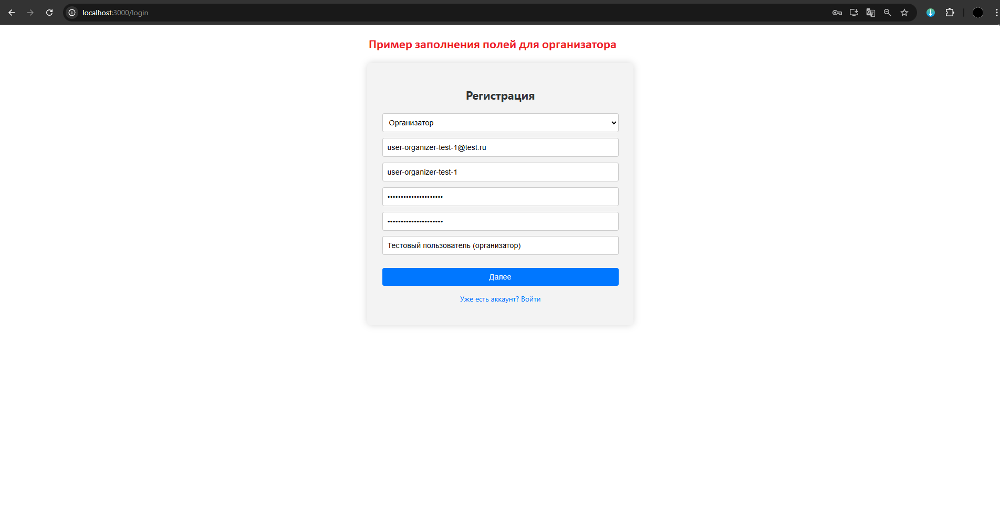 localhost:3000/login
Пример заполнения полей для организатора
Регистрация
Организатор
user-organizer-test-1@test.ru
user-organizer-test-1
•••••••••••••••••••••
•••••••••••••••••••••
Тестовый пользователь (организатор)
Далее
Уже есть аккаунт? Войти